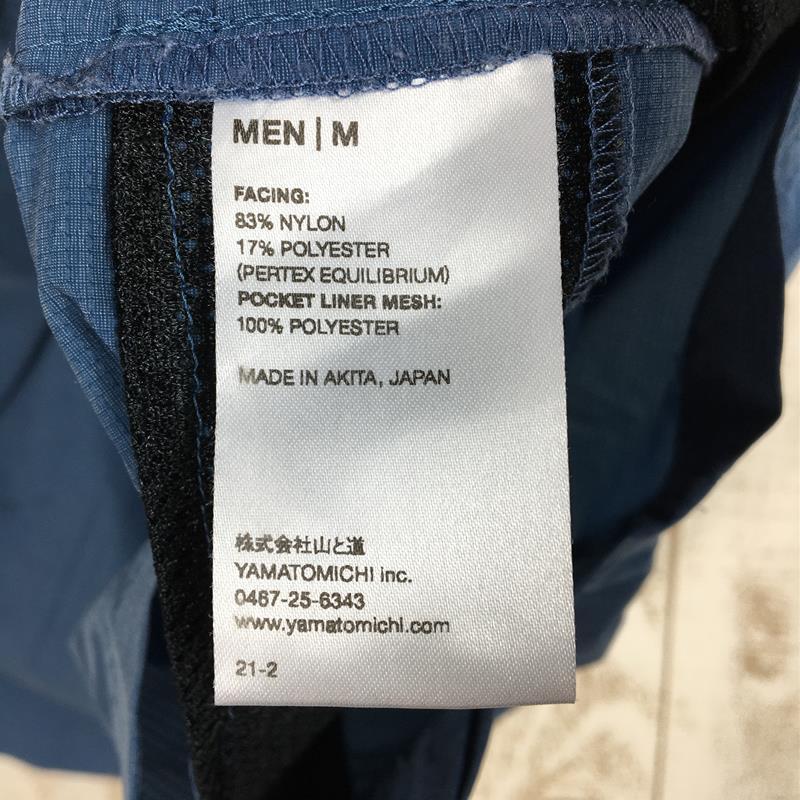 MEN | M
FACING:
83% NYLON
17% POLYESTER
(PERTEX EQUILIBRIUM)
POCKET LINER MESH:
100% POLYESTER
MADE IN AKITA, JAPAN
株式会社山と道
YAMATOMICHI inc.
0467-25-6343
www.yamatomichi.com
21-2